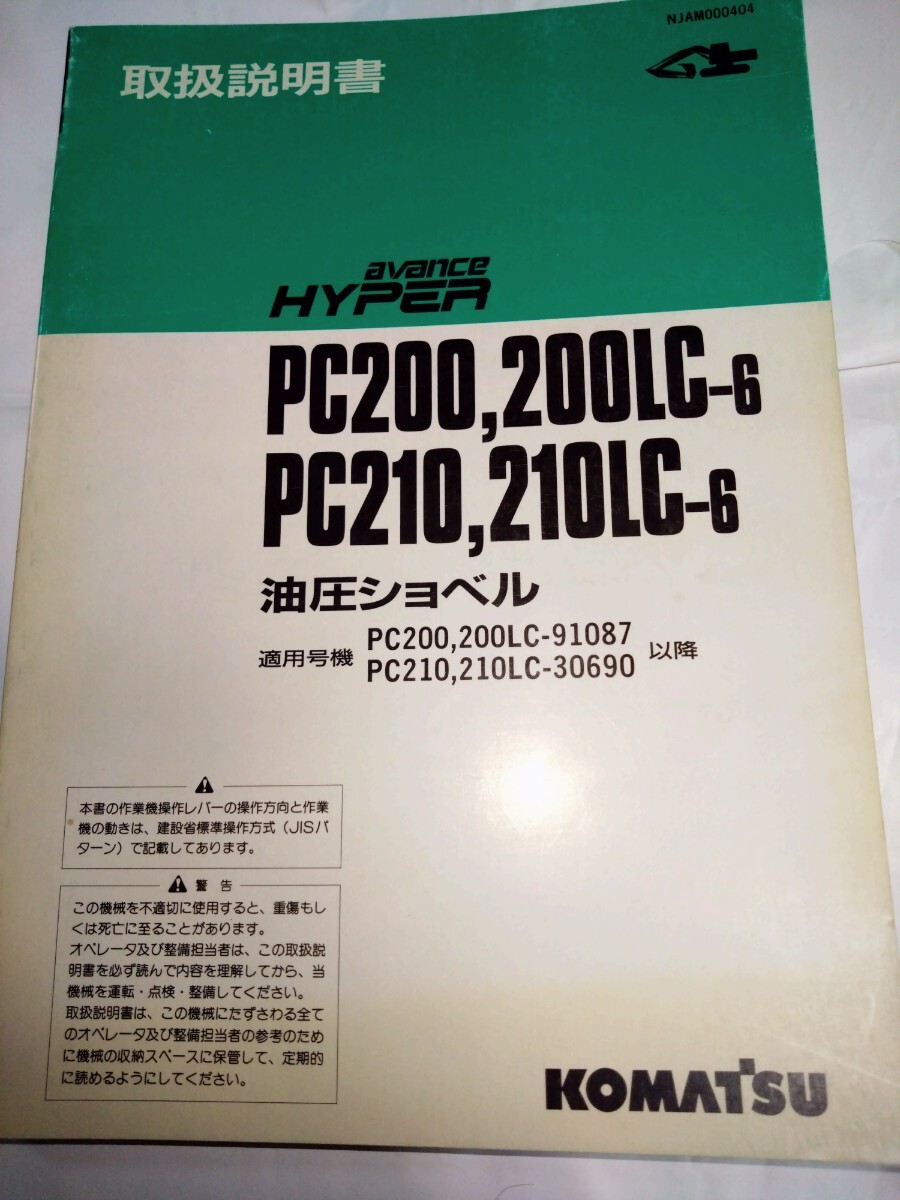 NJAM000404
取扱説明書
avance
HYPER
PC200,200LC-6
PC210,210LC-6
油圧ショベル
適用号機 PC200,200LC-91087
PC210,210LC-30690 以降
本書の作業機操作レバーの操作方向と作業
機の動きは、建設省標準操作方式（JISパ
ターン）で記載してあります。
警告
この機械を不適切に使用すると、重傷もし
くは死亡に至ることがあります。
オペレータ及び整備担当者は、この取扱説
明書を必ず読んで内容を理解してから、当
機械を運転・点検・整備してください。
取扱説明書は、この機械にたずさわる全て
のオペレータ及び整備担当者の参考のため
に機械の収納スペースに保管して、定期的
に読めるようにしてください。
KOMATSU